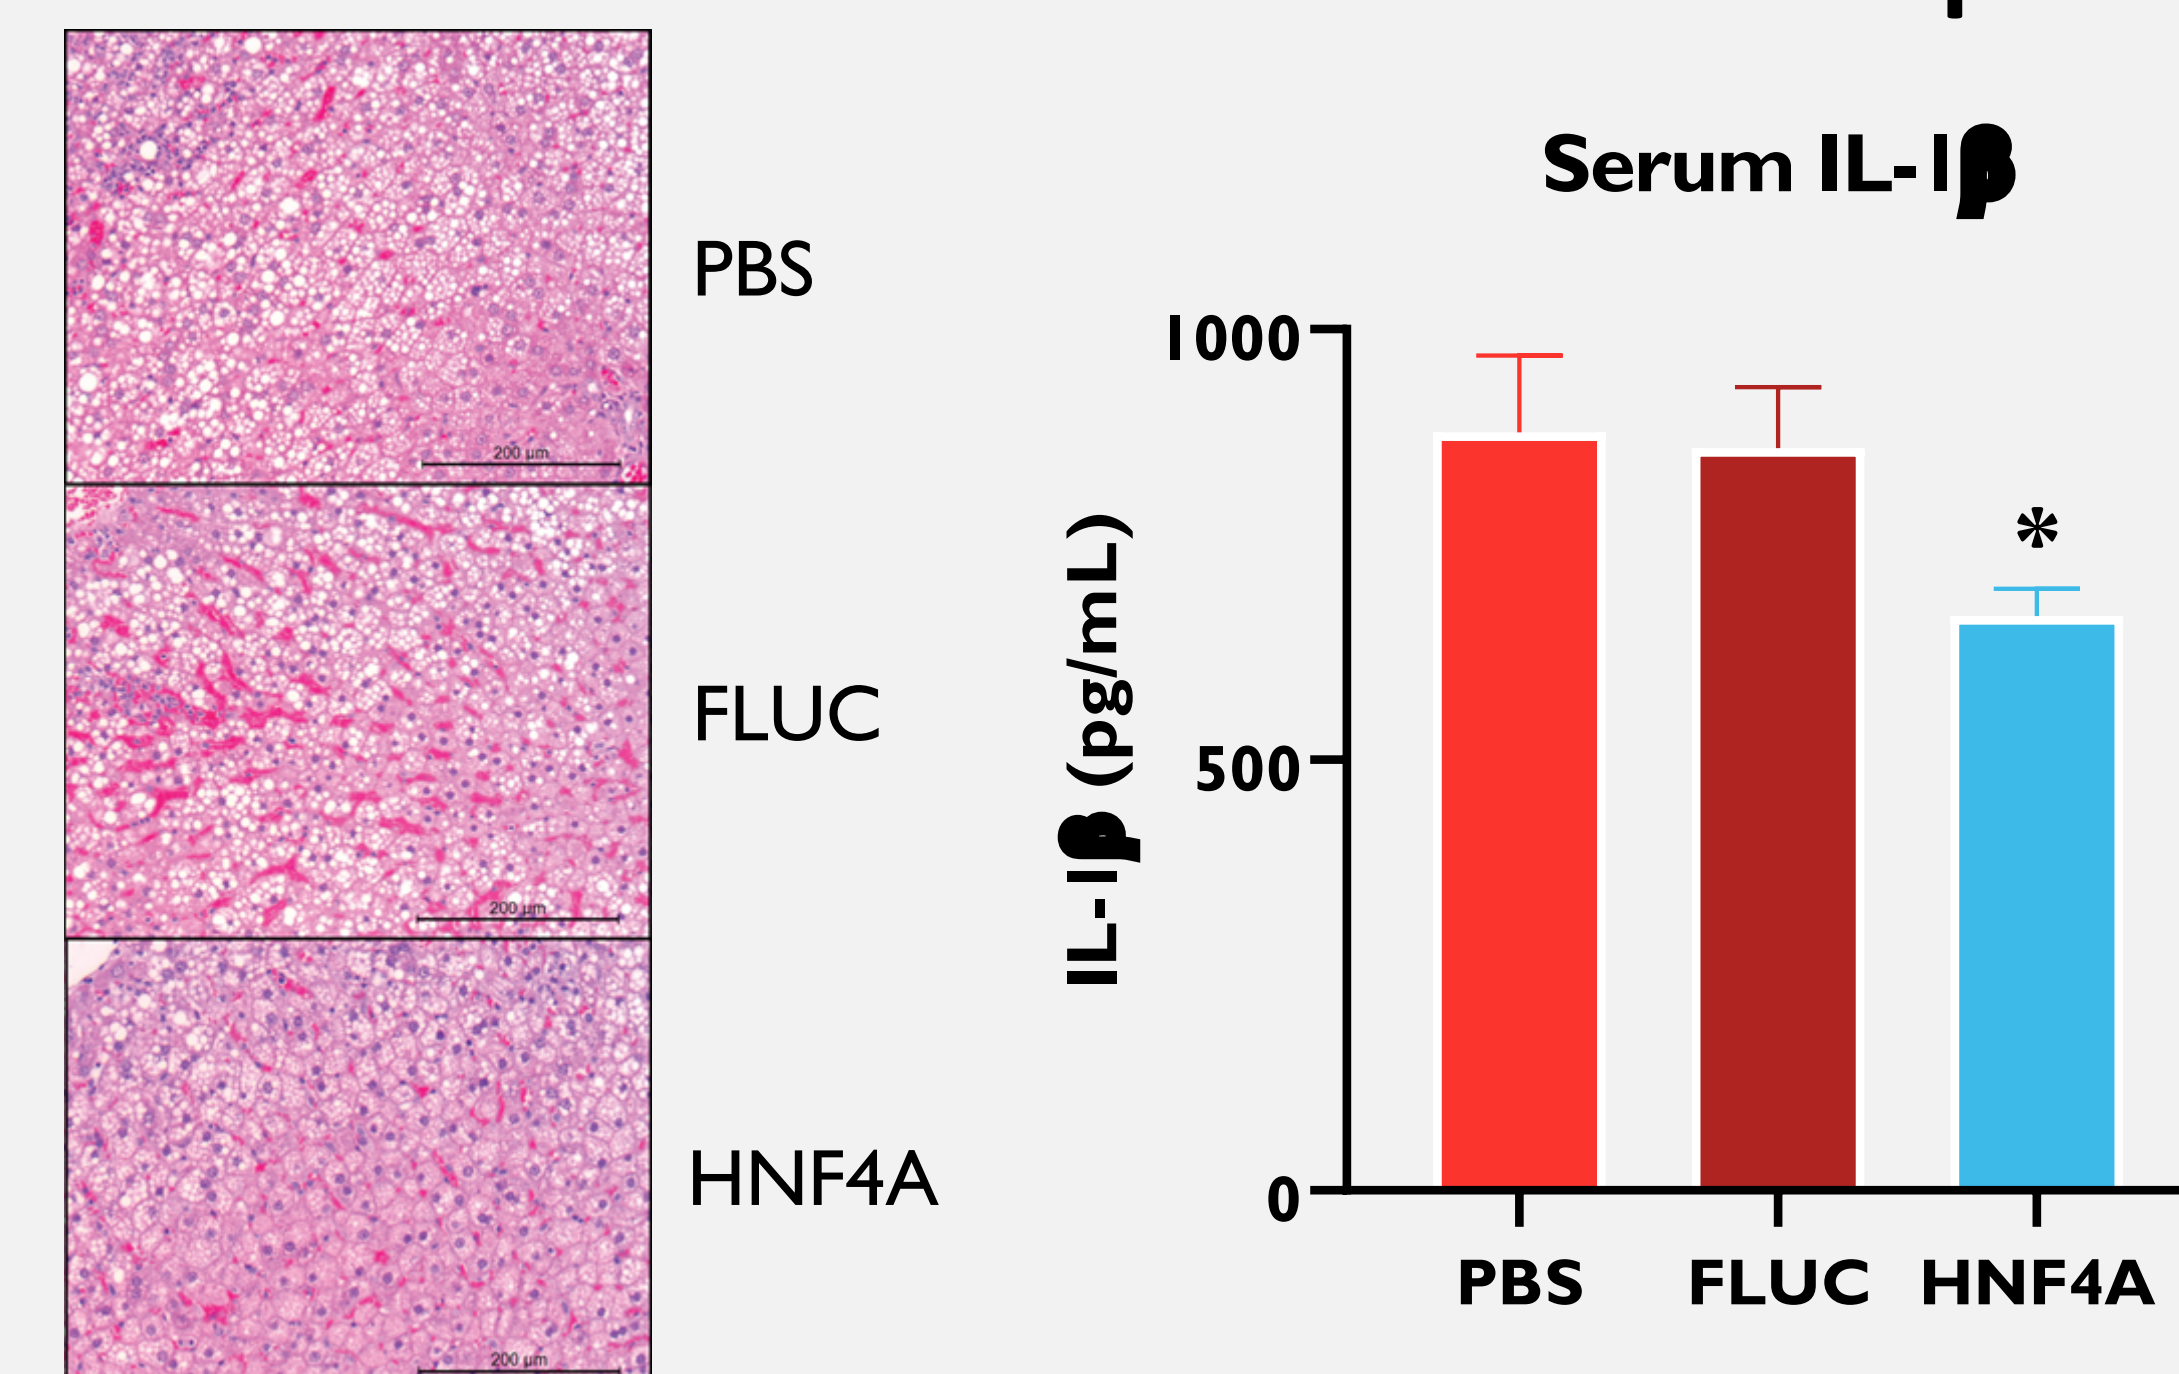 200 µm
PBS
200 µm
FLUC
200 µm
HNF4A
Serum IL-1β
IL-1β (pg/mL)
1000
500
0
*
PBS FLUC HNF4A